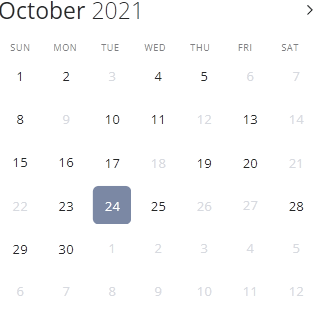 October 2021
SUN MON TUE WED THU FRI SAT
1 2 3 4 5 6 7
8 9 10 11 12 13 14
15 16 17 18 19 20 21
22 23 24 25 26 27 28
29 30 1 2 3 4 5
6 7 8 9 10 11 12